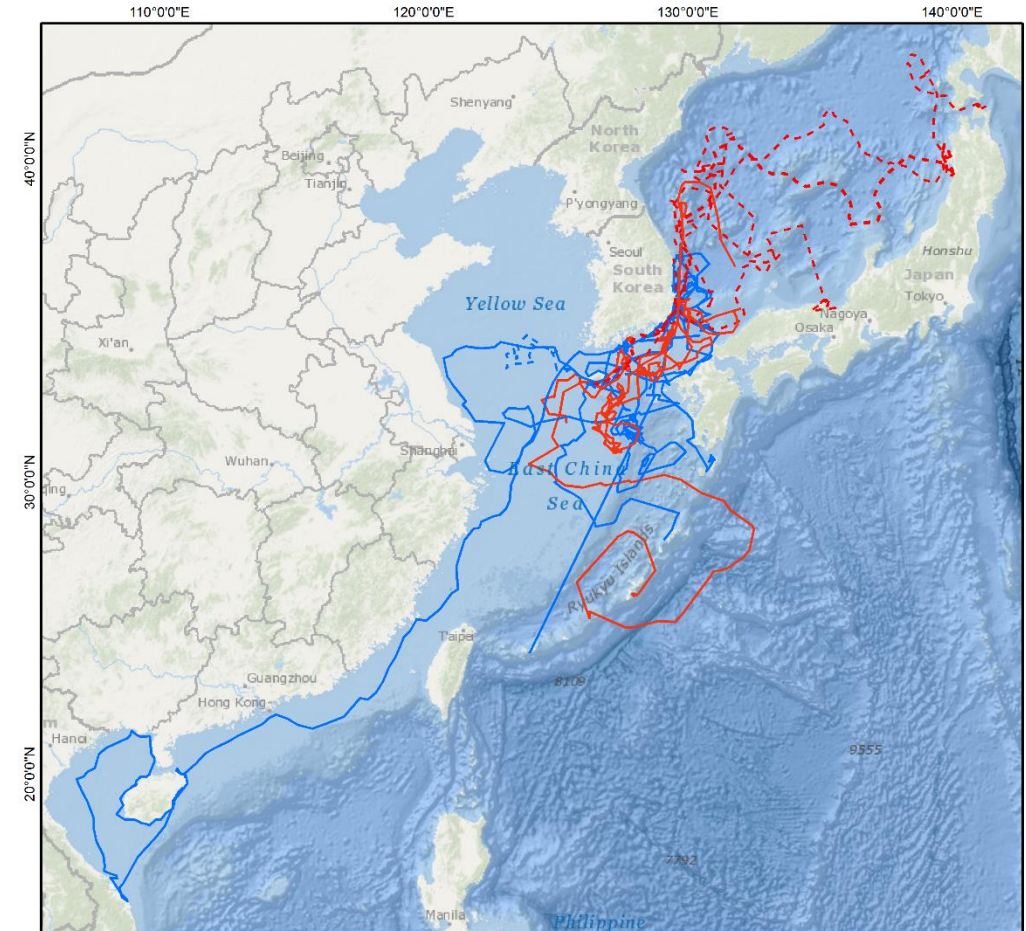 110°0'0"E
120°0'0"E
130°0'0"E
140°0'0"E
40°0'0"N
30°0'0"N
20°0'0"N
Shenyang
North
Korea
Beijing
Tianjin
P'yongyang
Seoul
South
Korea
Honshu
Japan
Tokyo
Nagoya
Osaka
Yellow Sea
Xi'an
Wuhan
Shanghai
East China
Sea
ing
Ryukyu Islands
Taipei
8109
Guangzhou
Hong Kong
m
Hanoi
9555
7792
Manila
Philippine